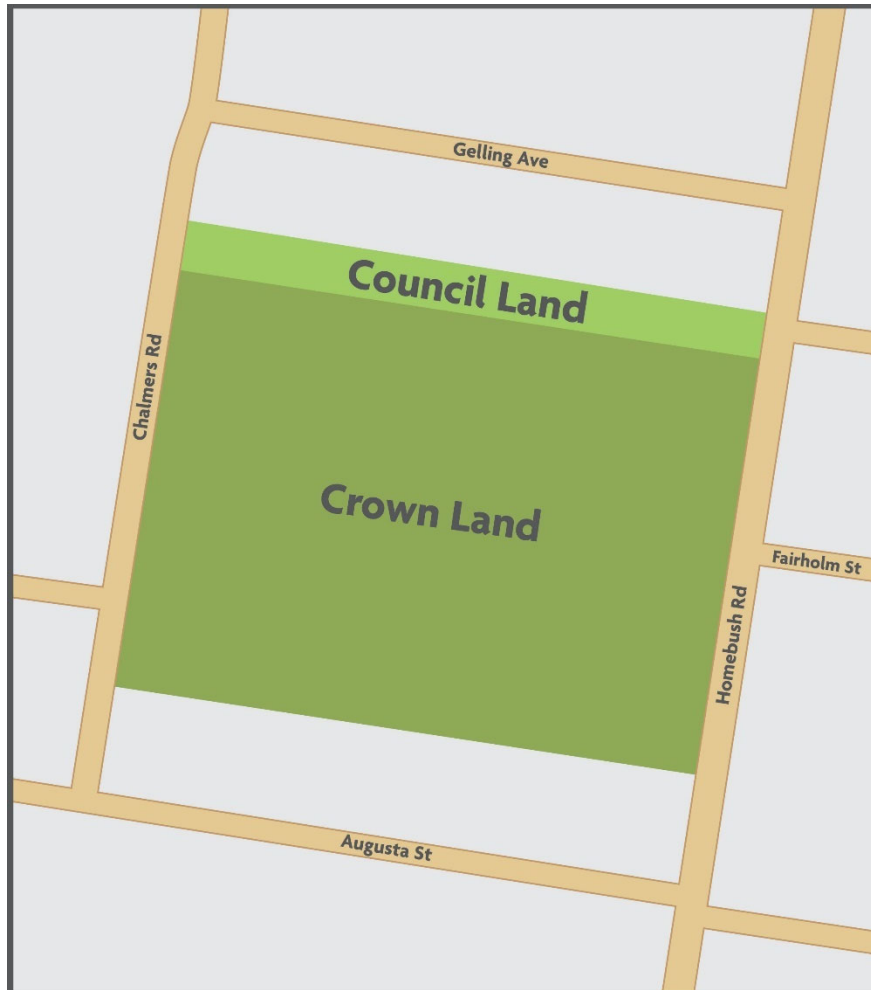 Gelling Ave
Council Land
Chalmers Rd
Crown Land
Fairholm St
Homebush Rd
Augusta St